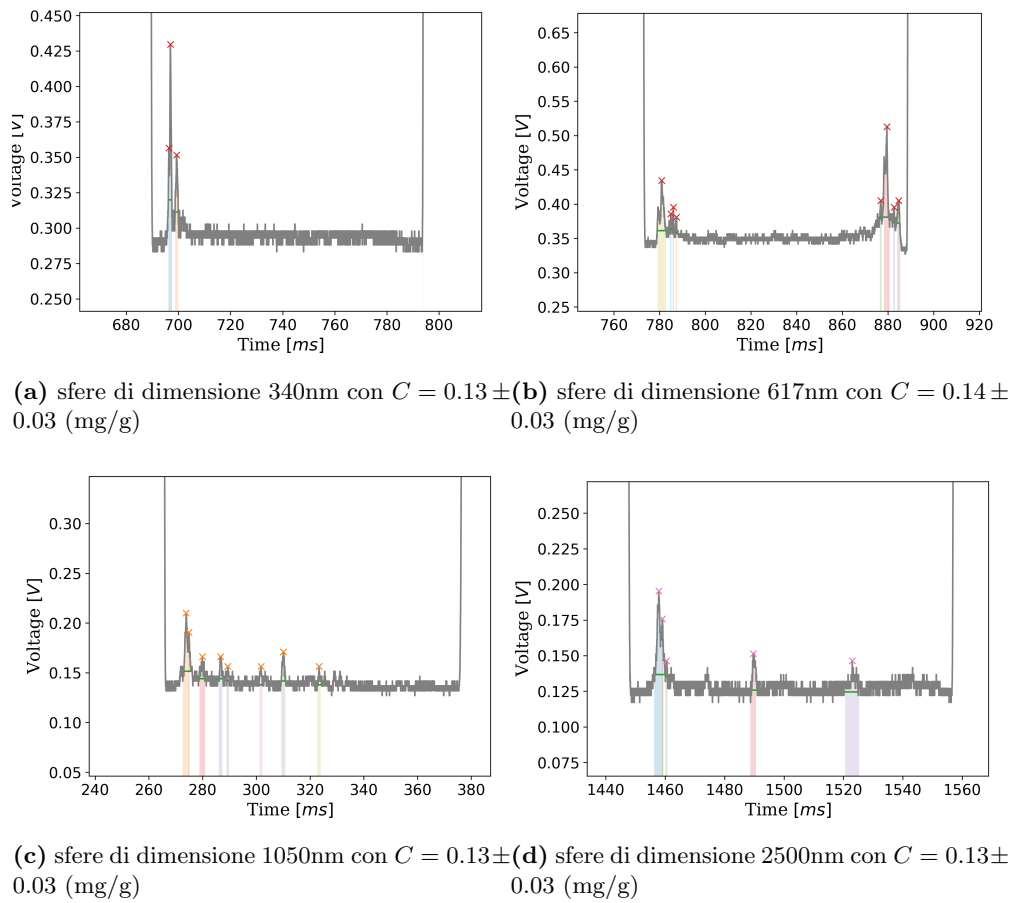 0.450
0.425
0.400
0.375
0.350
0.325
0.300
0.275
0.250
Voltage [V]
680 700 720 740 760 780 800
Time [ms]
0.65
0.60
0.55
0.50
0.45
0.40
0.35
0.30
0.25
Voltage [V]
760 780 800 820 840 860 880 900 920
Time [ms]
(a) sfere di dimensione 340nm con C = 0.13 ±
0.03 (mg/g)
(b) sfere di dimensione 617nm con C = 0.14 ±
0.03 (mg/g)
0.30
0.25
0.20
0.15
0.10
0.05
Voltage [V]
240 260 280 300 320 340 360 380
Time [ms]
0.250
0.225
0.200
0.175
0.150
0.125
0.100
0.075
Voltage [V]
1440 1460 1480 1500 1520 1540 1560
Time [ms]
(c) sfere di dimensione 1050nm con C = 0.13±
0.03 (mg/g)
(d) sfere di dimensione 2500nm con C = 0.13±
0.03 (mg/g)